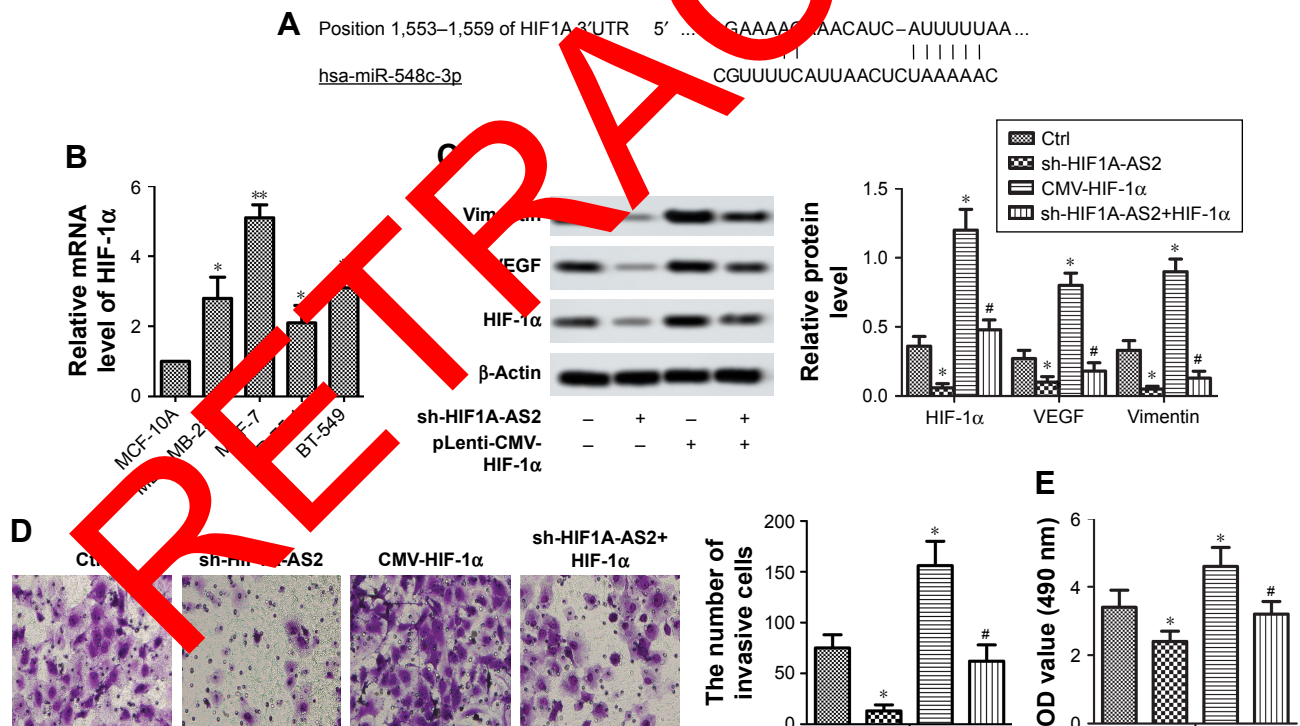 RETRAC
A Position 1,553–1,559 of HIF1A 3′UTR 5′ ... GAAAAC AACAUC–AUUUUUAA ...
hsa-miR-548c-3p CGUUUUCAUUAACUCUAAAAAC
B
Relative mRNA
level of HIF-1α
6
4
2
0
*
**
*
MCF-10A
BT-549
VEGF
HIF-1α
β-Actin
sh-HIF1A-AS2 – + – +
pLenti-CMV-
HIF-1α – – + +
Relative protein
level
1.5
1.0
0.5
0.0
Ctrl
sh-HIF1A-AS2
CMV-HIF-1α
sh-HIF1A-AS2+HIF-1α
* * #
* * #
* * #
HIF-1α VEGF Vimentin
D
sh-HIF1A-AS2 CMV-HIF-1α sh-HIF1A-AS2+
HIF-1α
The number of
invasive cells
200
150
100
50
0
* * #
E
OD value (490 nm)
6
4
2
0
* * #